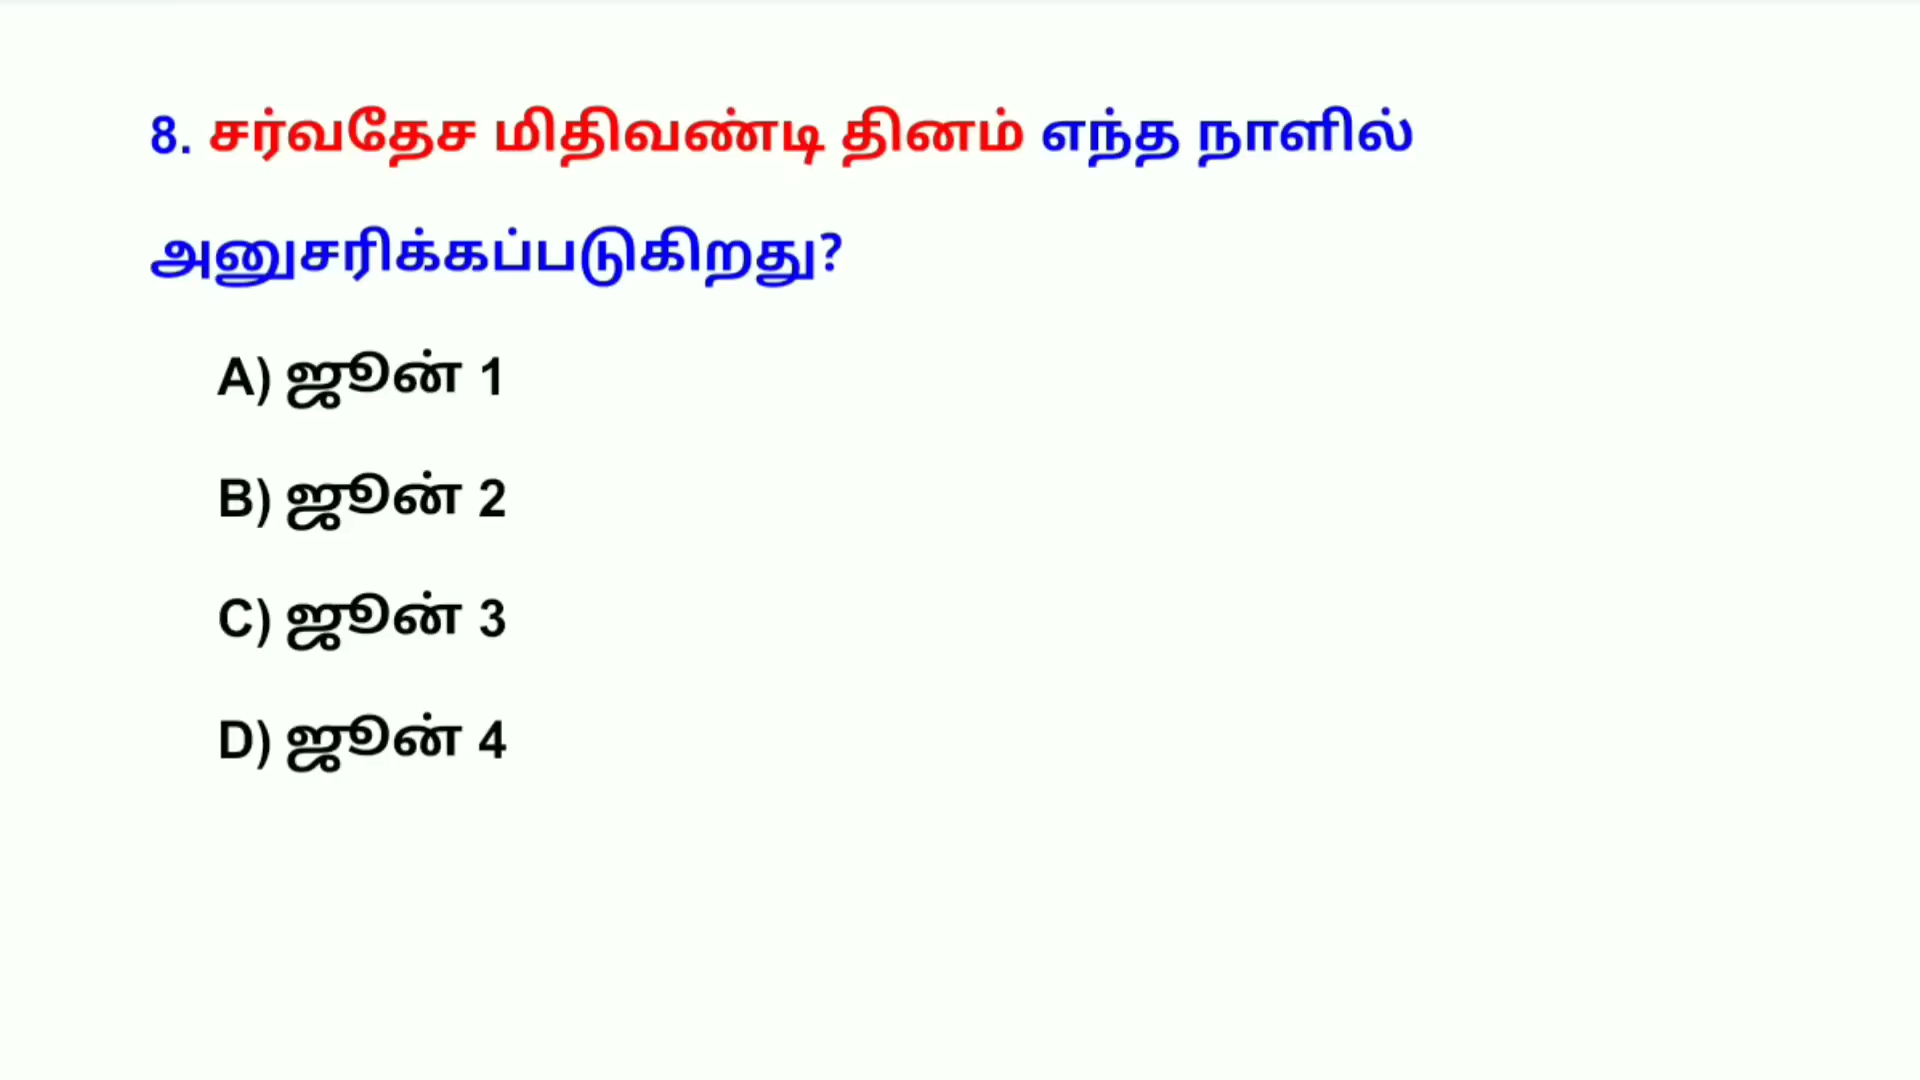 8. சர்வதேச மிதிவண்டி தினம் எந்த நாளில்
அனுசரிக்கப்படுகிறது?
A) ஜூன் 1
B) ஜூன் 2
C) ஜூன் 3
D) ஜூன் 4